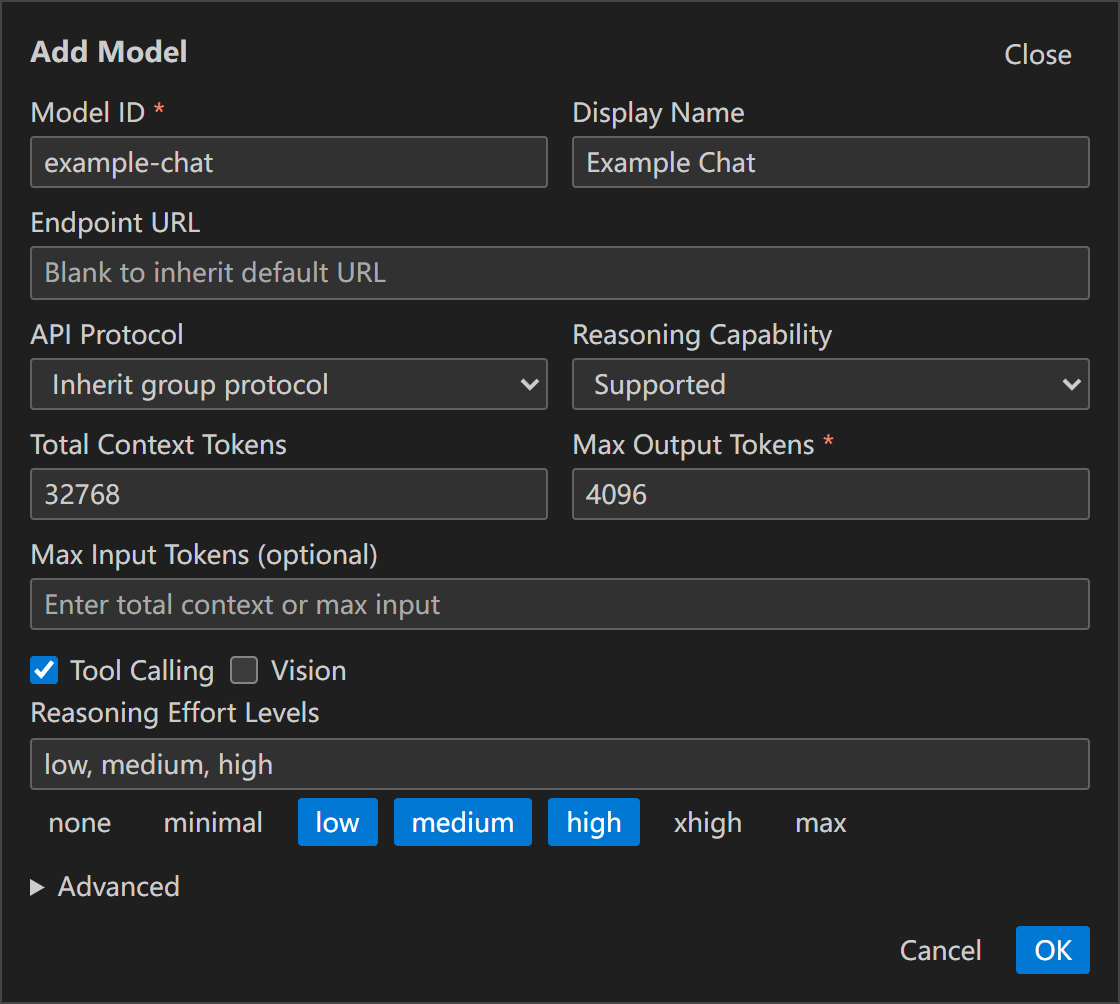 Add Model
Close
Model ID *
Display Name
example-chat
Example Chat
Endpoint URL
Blank to inherit default URL
API Protocol
Reasoning Capability
Inherit group protocol
Supported
Total Context Tokens
Max Output Tokens *
32768
4096
Max Input Tokens (optional)
Enter total context or max input
Tool Calling
Vision
Reasoning Effort Levels
low, medium, high
none minimal low medium high xhigh max
Advanced
Cancel
OK